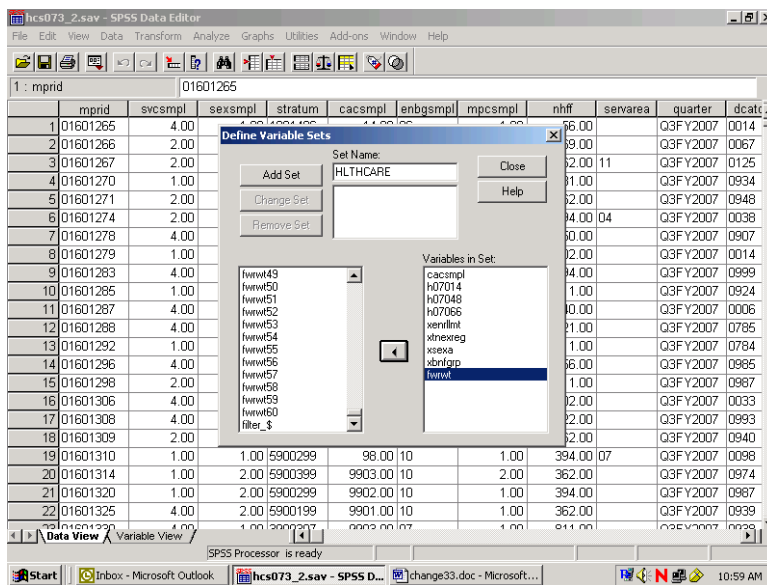 hcs073_2.sav - SPSS Data Editor
File Edit View Data Transform Analyze Graphs Utilities Add-ons Window Help
1 : mprid 01601265
mprid svcsmpl sexsmpl stratum cacsmpl enbgsmpl mpcsmpl nhff servarea quarter dcatc
1 01601265 4.00 56.00 Q3FY2007 0014
2 01601266 2.00 Q3FY2007 0067
3 01601267 2.00 11 Q3FY2007 0125
4 01601270 1.00 Q3FY2007 0934
5 01601271 2.00 Q3FY2007 0948
6 01601274 2.00 04 Q3FY2007 0038
7 01601278 4.00 Q3FY2007 0907
8 01601279 1.00 Q3FY2007 0014
9 01601283 4.00 Q3FY2007 0999
10 01601285 1.00 1.00 Q3FY2007 0924
11 01601287 4.00 Q3FY2007 0006
12 01601288 4.00 Q3FY2007 0785
13 01601292 1.00 1.00 Q3FY2007 0784
14 01601296 4.00 Q3FY2007 0985
15 01601298 2.00 1.00 Q3FY2007 0987
16 01601306 4.00 Q3FY2007 0033
17 01601308 4.00 Q3FY2007 0993
18 01601309 2.00 Q3FY2007 0940
19 01601310 1.00 1.00 5900299 98.00 10 1.00 394.00 07 Q3FY2007 0098
20 01601314 1.00 2.00 5900399 9903.00 10 2.00 362.00 Q3FY2007 0974
21 01601320 1.00 2.00 5900299 9902.00 10 1.00 394.00 Q3FY2007 0987
22 01601325 4.00 2.00 5900199 9901.00 10 1.00 362.00 Q3FY2007 0939
Define Variable Sets
Set Name:
HLTHCARE
Add Set
Change Set
Remove Set
Close
Help
Variables in Set:
fwrwt49
fwrwt50
fwrwt51
fwrwt52
fwrwt53
fwrwt54
fwrwt55
fwrwt56
fwrwt57
fwrwt58
fwrwt59
fwrwt60
filter_$
cacsmpl
h07014
h07048
h07066
xenrllmt
xtnexreg
xsexa
xbnfgrp
fwrwt
Data View Variable View
SPSS Processor is ready
Start Inbox - Microsoft Outlook hcs073_2.sav - SPSS D... change33.doc - Microsoft... 10:59 AM